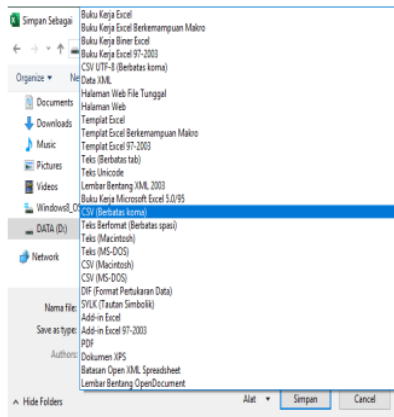 Simpan Sebagai
Organize
Ne
Documents
Downloads
Music
Pictures
Videos
Windows8_OS
DATA (D:)
Network
Buku Kerja Excel
Buku Kerja Excel Berkemampuan Makro
Buku Kerja Biner Excel
Buku Kerja Excel 97-2003
CSV UTF-8 (Berbatas koma)
Data XML
Halaman Web File Tunggal
Halaman Web
Templat Excel
Templat Excel Berkemampuan Makro
Templat Excel 97-2003
Teks (Berbatas tab)
Teks Unicode
Lembar Bentang XML 2003
Buku Kerja Microsoft Excel 5.0/95
CSV (Berbatas koma)
Teks Berfomat (Berbatas spasi)
Teks (Macintosh)
Teks (MS-DOS)
CSV (Macintosh)
CSV (MS-DOS)
DIF (Format Pertukaran Data)
SYLK (Tautan Simbolik)
Add-in Excel
Add-in Excel 97-2003
PDF
Dokumen XPS
Batasan Open XML Spreadsheet
Lembar Bentang OpenDocument
Nama file:
Save as type:
Authors:
Hide Folders
Alat
Simpan
Cancel